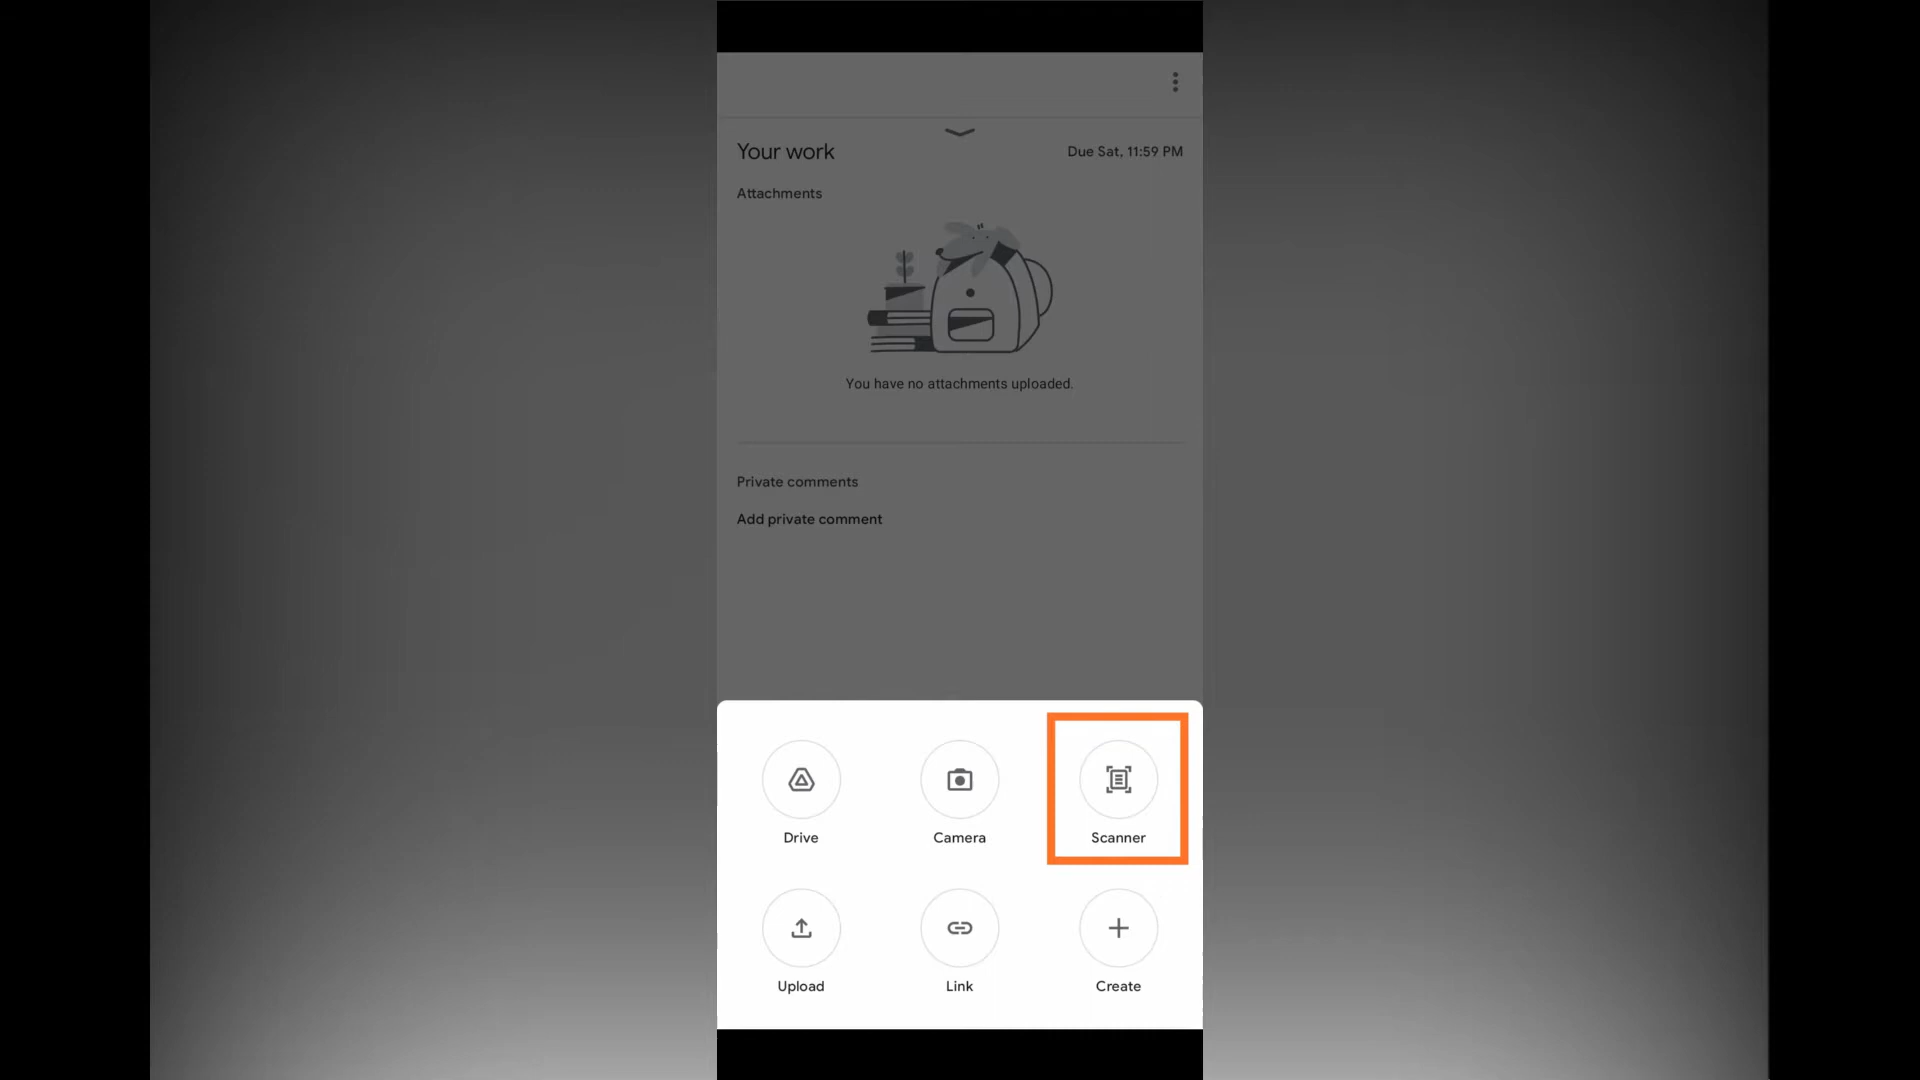 Your work
Due Sat, 11:59 PM
Attachments
You have no attachments uploaded.
Private comments
Add private comment
Drive
Camera
Scanner
Upload
Link
Create